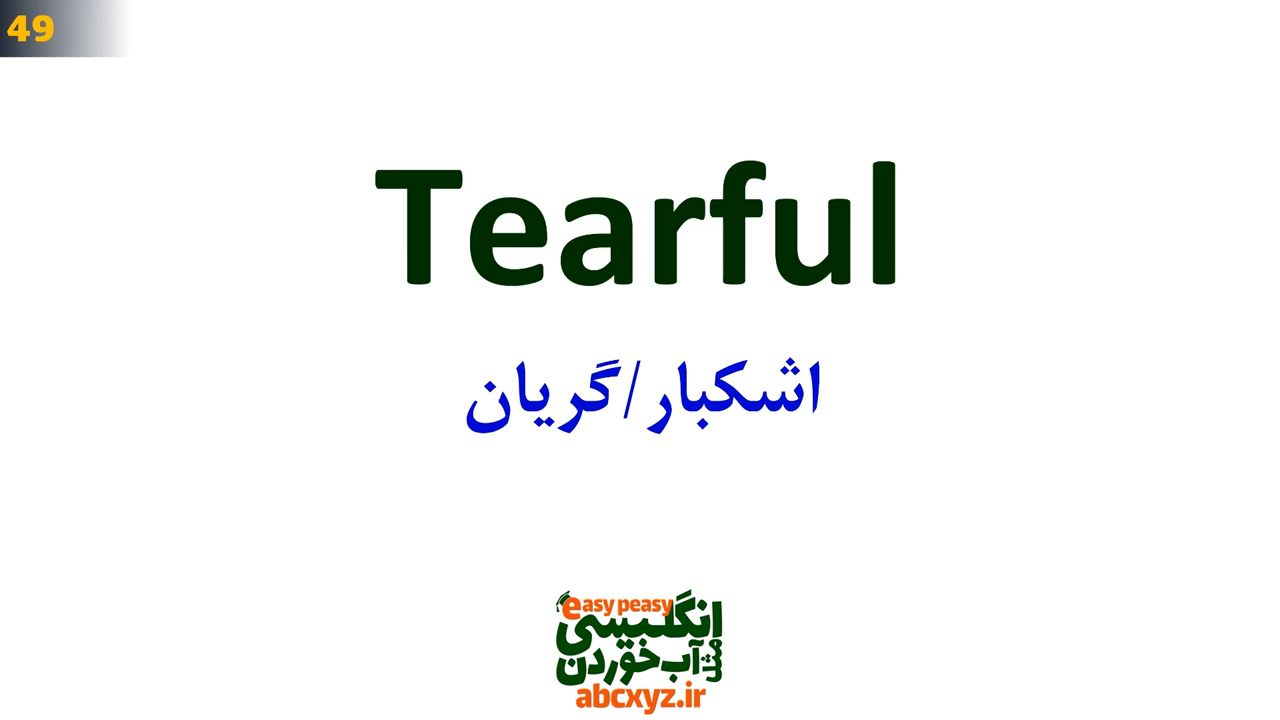 49
Tearful
اشکبار/گریان
easy peasy
انگلیسی
مثل آب خوردن
abcxyz.ir